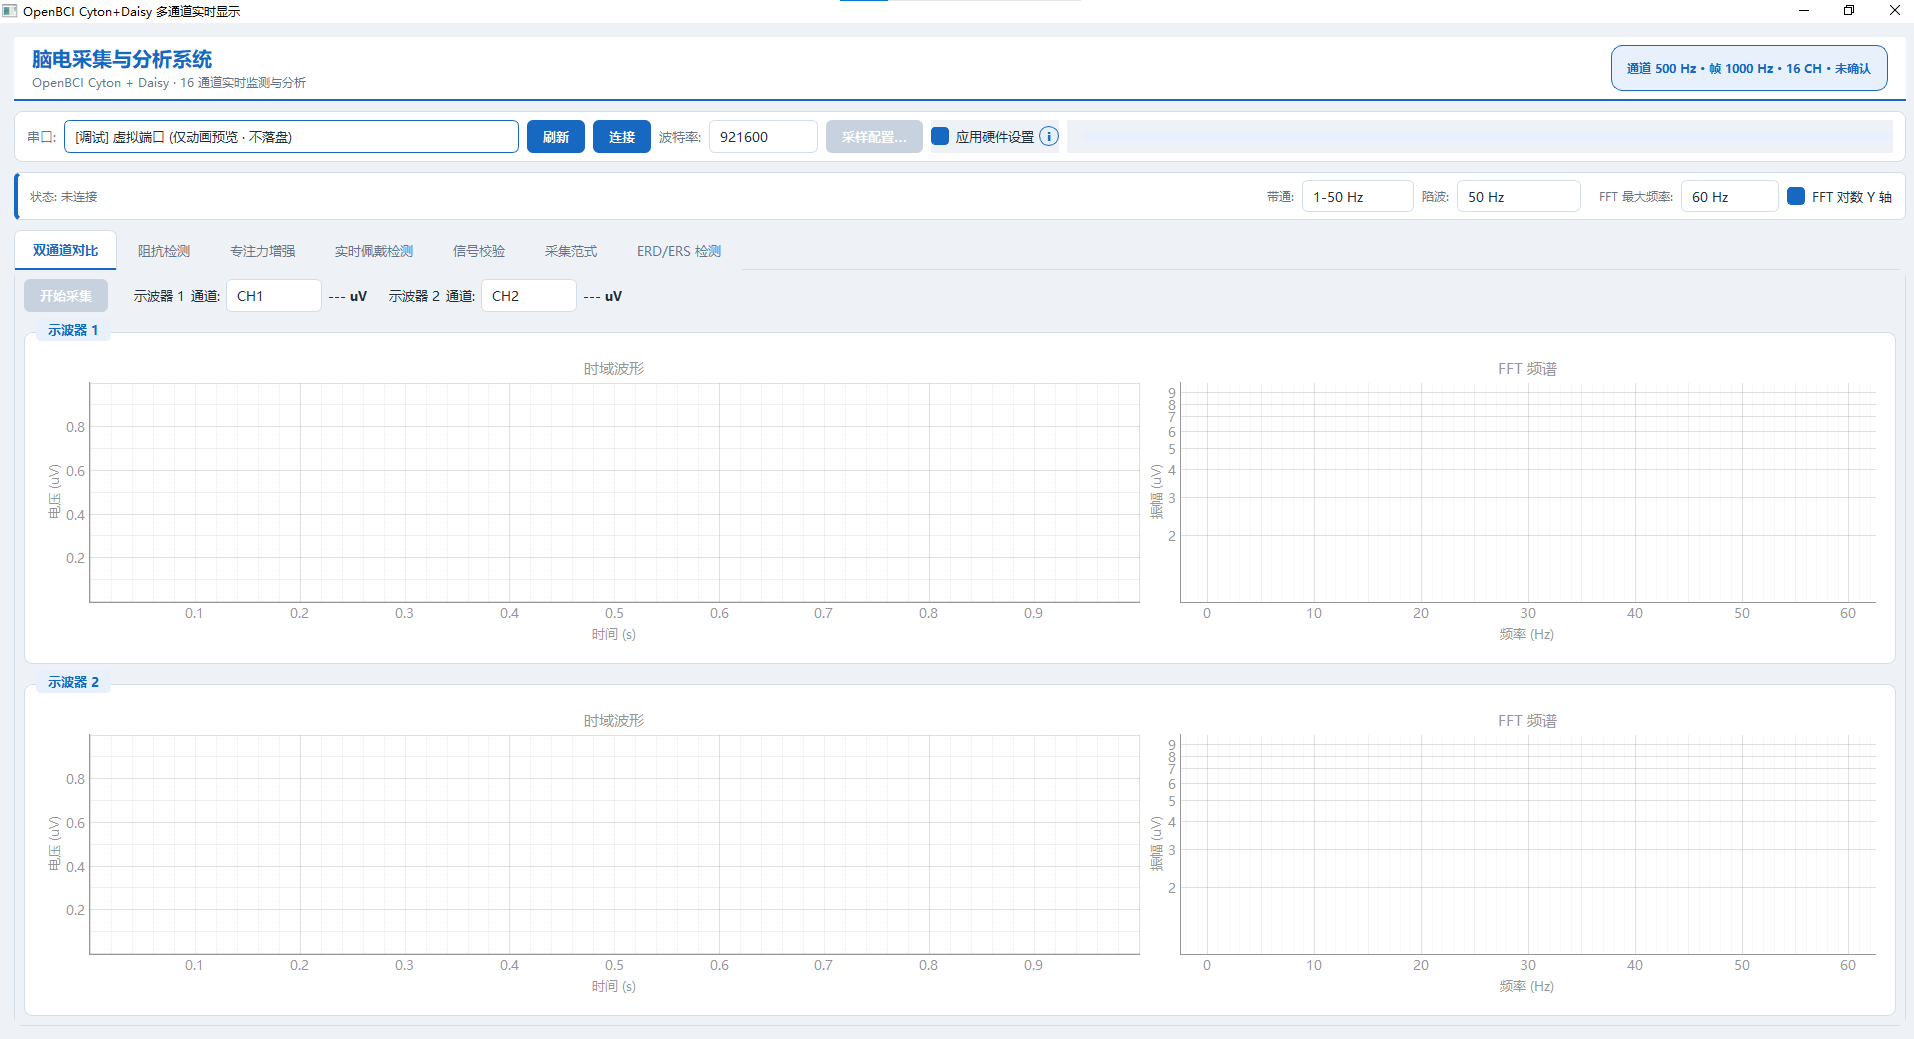 OpenBCI Cyton+Daisy 多通道实时显示
脑电采集与分析系统
OpenBCI Cyton + Daisy · 16 通道实时监测与分析
通道 500 Hz • 帧 1000 Hz • 16 CH • 未确认
串口: [调试] 虚拟端口 (仅动画预览 · 不落盘) 刷新 连接 波特率: 921600 采样配置... 应用硬件设置 i
状态: 未连接 带通: 1-50 Hz 陷波: 50 Hz FFT 最大频率: 60 Hz FFT 对数 Y 轴
双通道对比 阻抗检测 专注力增强 实时佩戴检测 信号校验 采集范式 ERD/ERS 检测
开始采集 示波器 1 通道: CH1 --- uV 示波器 2 通道: CH2 --- uV
示波器 1
时域波形
电压 (uV)
0.8
0.6
0.4
0.2
0.1 0.2 0.3 0.4 0.5 0.6 0.7 0.8 0.9
时间 (s)
FFT 频谱
振幅 (uV)
9
8
7
6
5
4
3
2
0 10 20 30 40 50 60
频率 (Hz)
示波器 2
时域波形
电压 (uV)
0.8
0.6
0.4
0.2
0.1 0.2 0.3 0.4 0.5 0.6 0.7 0.8 0.9
时间 (s)
FFT 频谱
振幅 (uV)
9
8
7
6
5
4
3
2
0 10 20 30 40 50 60
频率 (Hz)